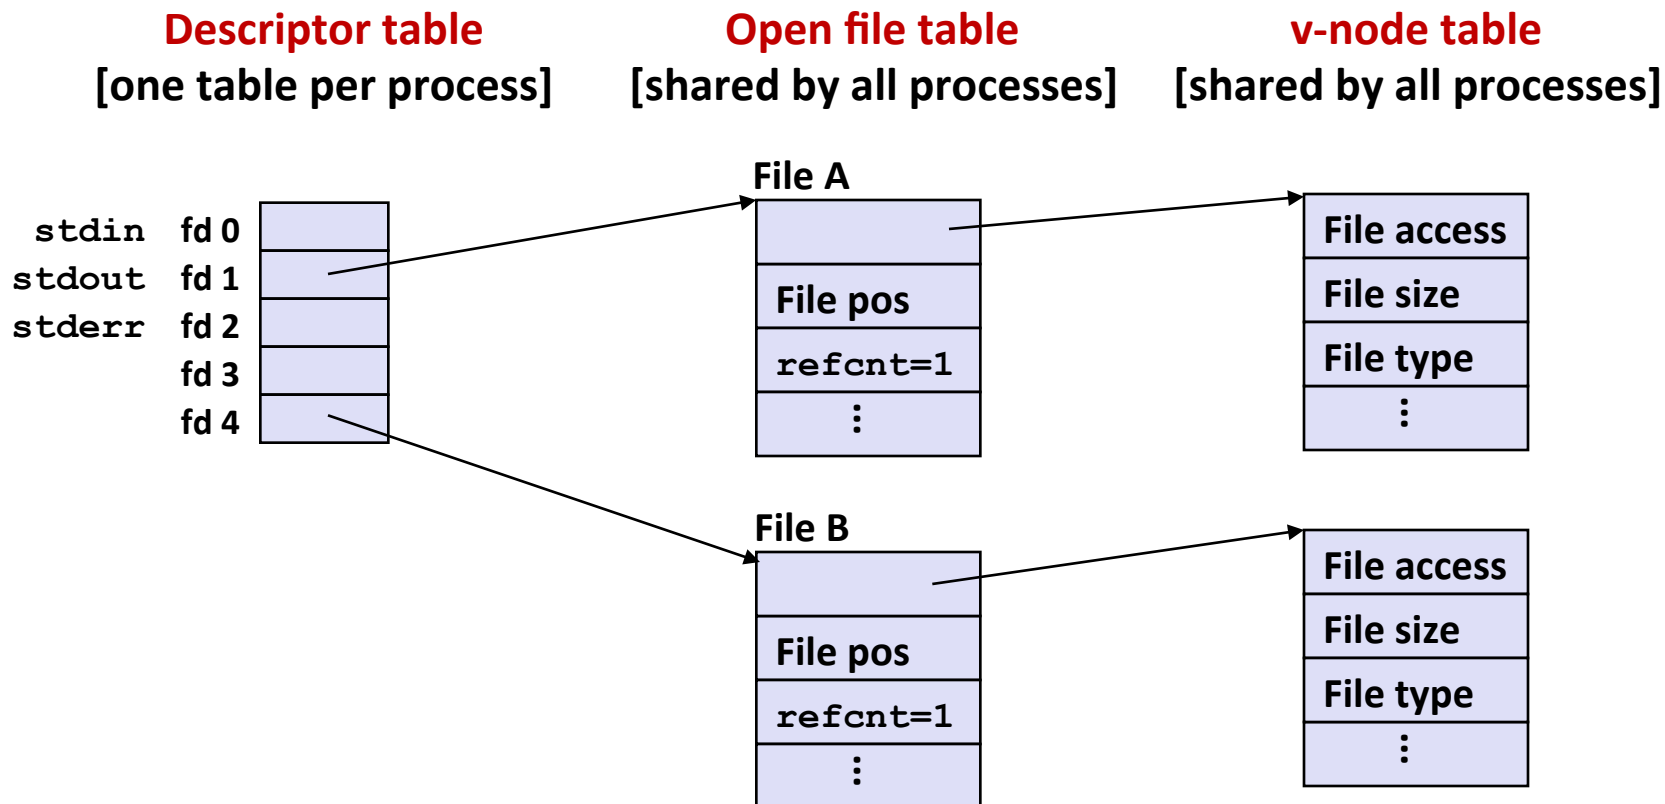 Descriptor table
[one table per process]
Open file table
[shared by all processes]
v-node table
[shared by all processes]
stdin fd 0
stdout fd 1
stderr fd 2
fd 3
fd 4
File A
File pos
refcnt=1
⋮
File access
File size
File type
⋮
File B
File pos
refcnt=1
⋮
File access
File size
File type
⋮